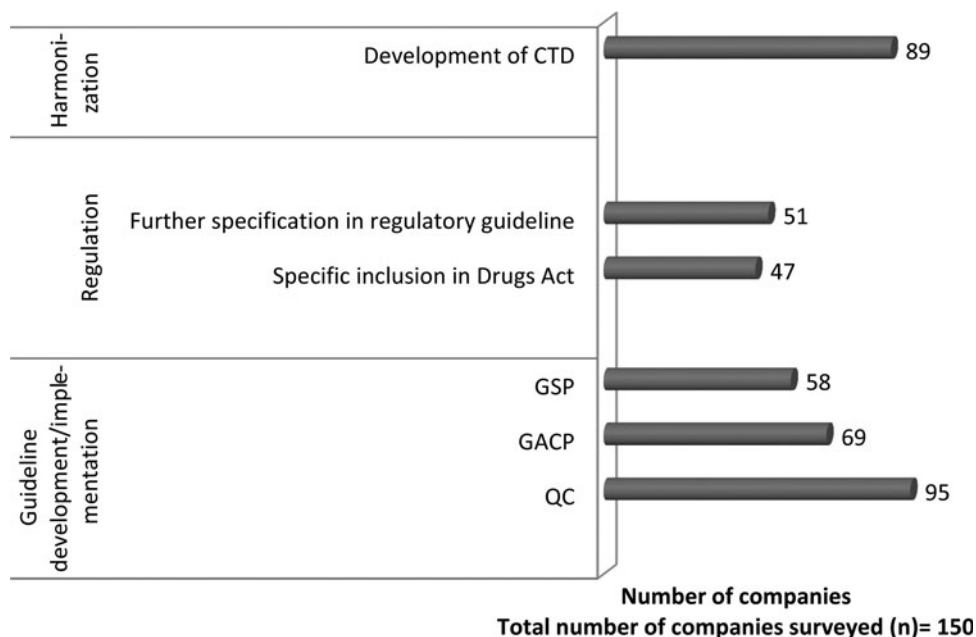 Harmoni-
zation
Development of CTD
89
Regulation
Further specification in regulatory guideline
51
Specific inclusion in Drugs Act
47
Guideline
development/imple-
mentation
GSP
58
GACP
69
QC
95
Number of companies
Total number of companies surveyed (n)= 150